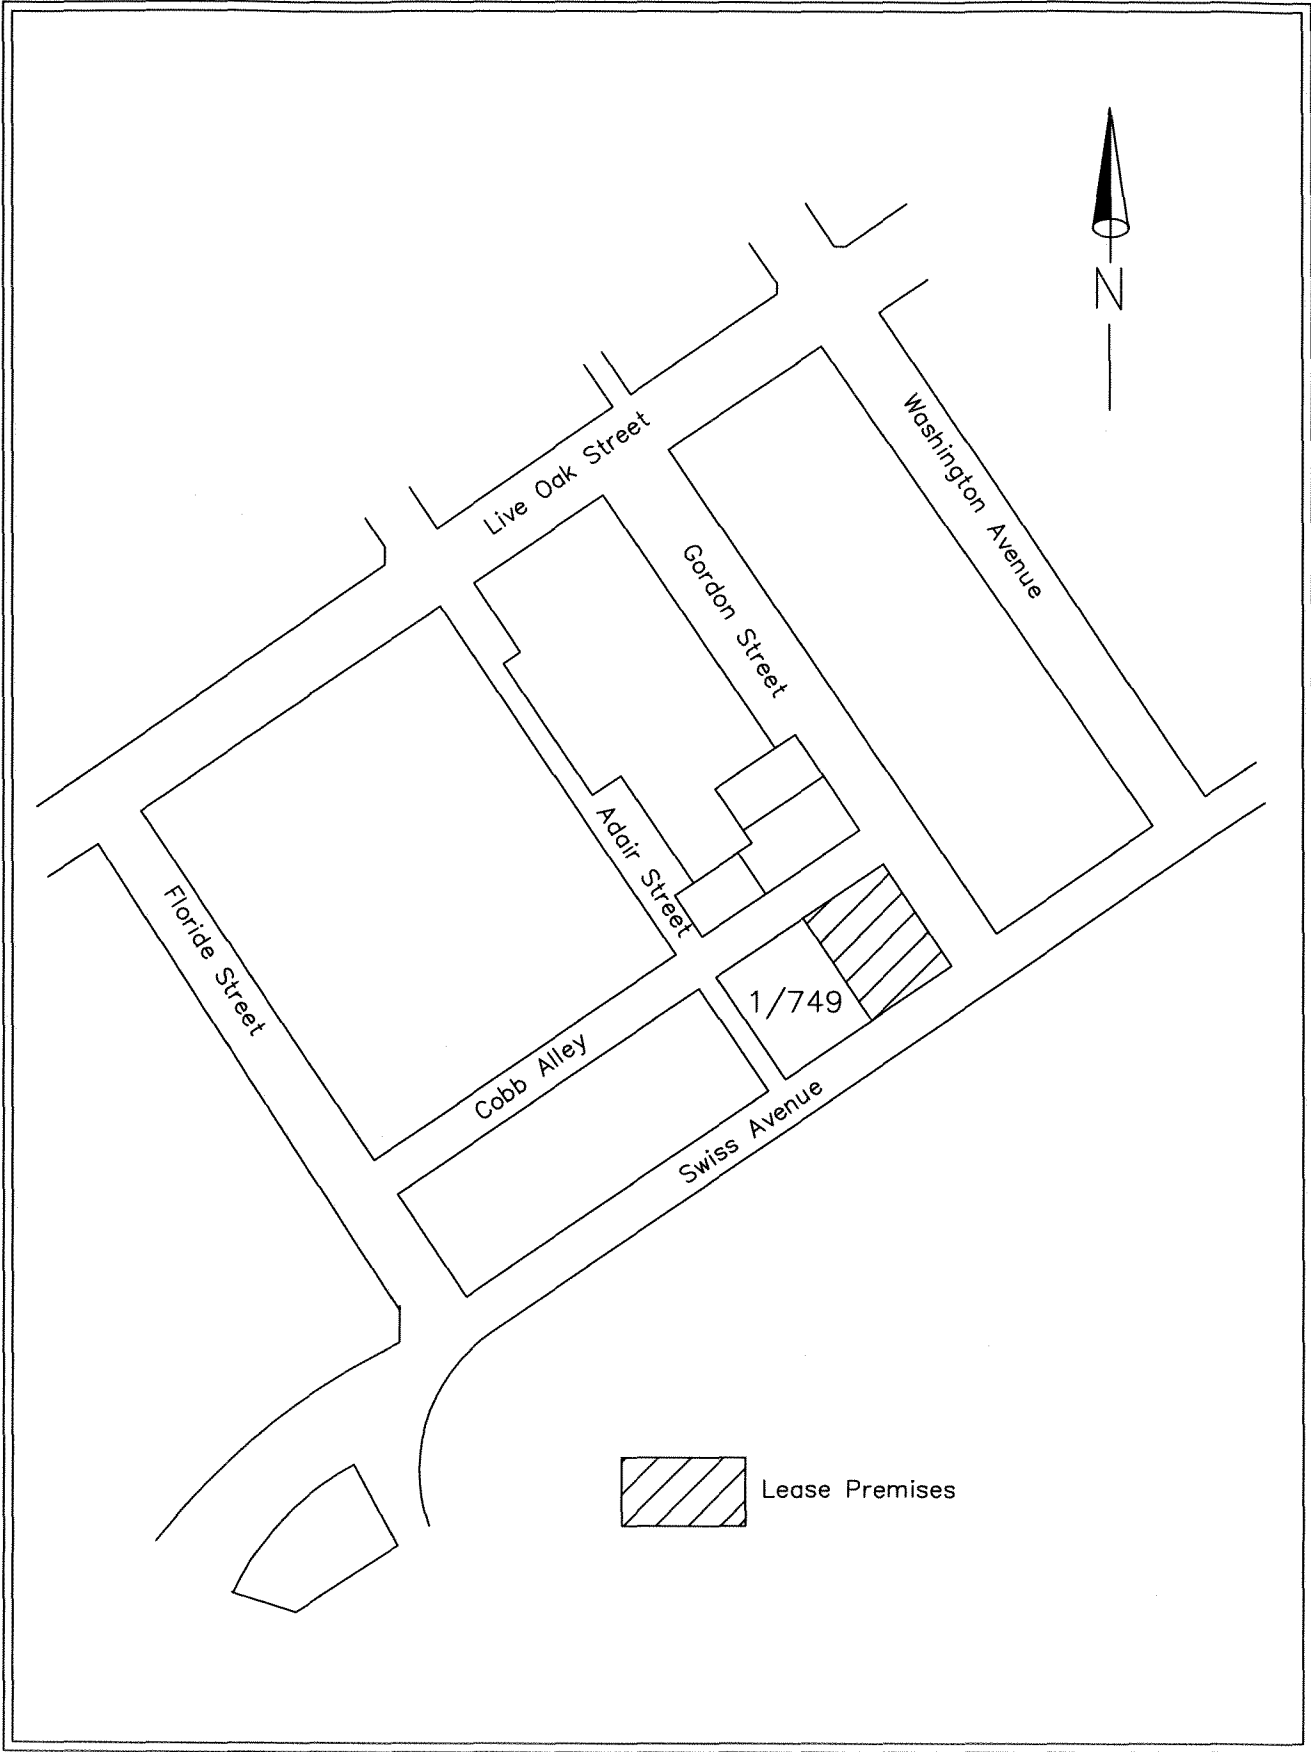 N
Washington Avenue
Live Oak Street
Gordon Street
Adair Street
Floride Street
1/749
Cobb Alley
Swiss Avenue
Lease Premises